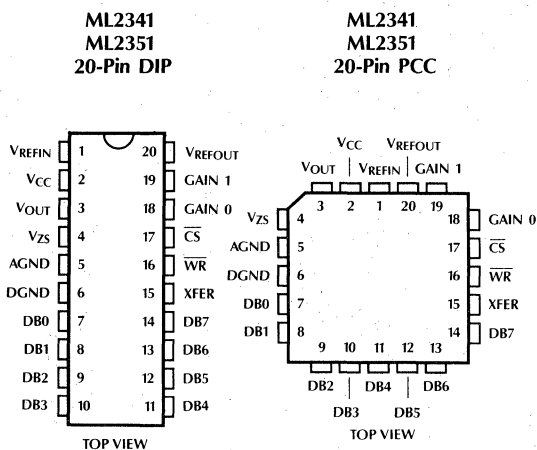 ML2341
ML2351
20-Pin DIP
VREFIN 1 20 VREFOUT
VCC 2 19 GAIN 1
VOUT 3 18 GAIN 0
VZS 4 17 C̅S̅
AGND 5 16 W̅R̅
DGND 6 15 XFER
DB0 7 14 DB7
DB1 8 13 DB6
DB2 9 12 DB5
DB3 10 11 DB4
TOP VIEW
ML2341
ML2351
20-Pin PCC
VCC VREFOUT
VOUT VREFIN GAIN 1
3 2 1 20 19
VZS 4 18 GAIN 0
AGND 5 17 C̅S̅
DGND 6 16 W̅R̅
DB0 7 15 XFER
DB1 8 14 DB7
9 10 11 12 13
DB2 DB4 DB6
DB3 DB5
TOP VIEW